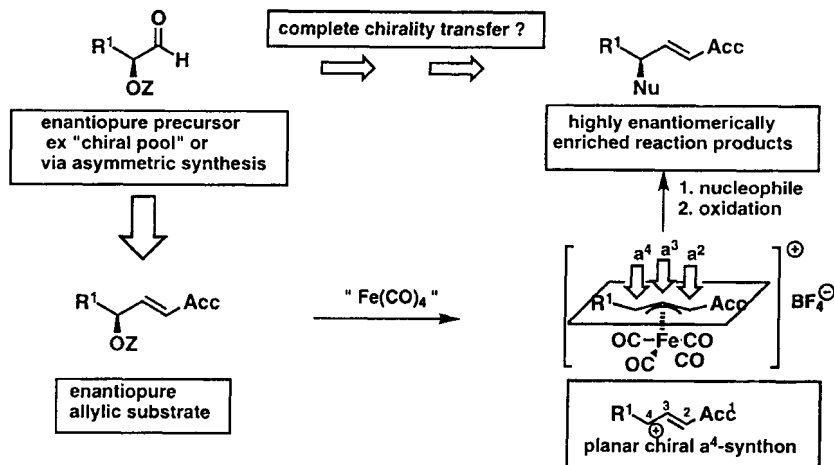 O
R¹
H
OZ
complete chirality transfer ?
R¹
Acc
Nu
enantiopure precursor
ex "chiral pool" or
via asymmetric synthesis
highly enantiomerically
enriched reaction products
1. nucleophile
2. oxidation
R¹
Acc
OZ
" Fe(CO)₄ "
a⁴ a³ a²
R¹
Acc
OC Fe CO
OC CO
⊕
BF₄⊖
enantiopure
allylic substrate
R¹ 4 3 2 Acc 1
⊕
planar chiral a⁴-synthon